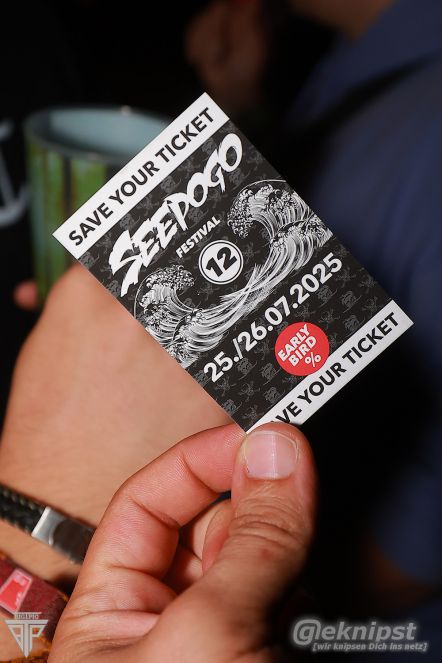 SAVE YOUR TICKET
SEEPOGO
FESTIVAL
12
25./26.07.2025
EARLY
BIRD
%
SAVE YOUR TICKET
@eknipst
[wir knipsen Dich ins netz]